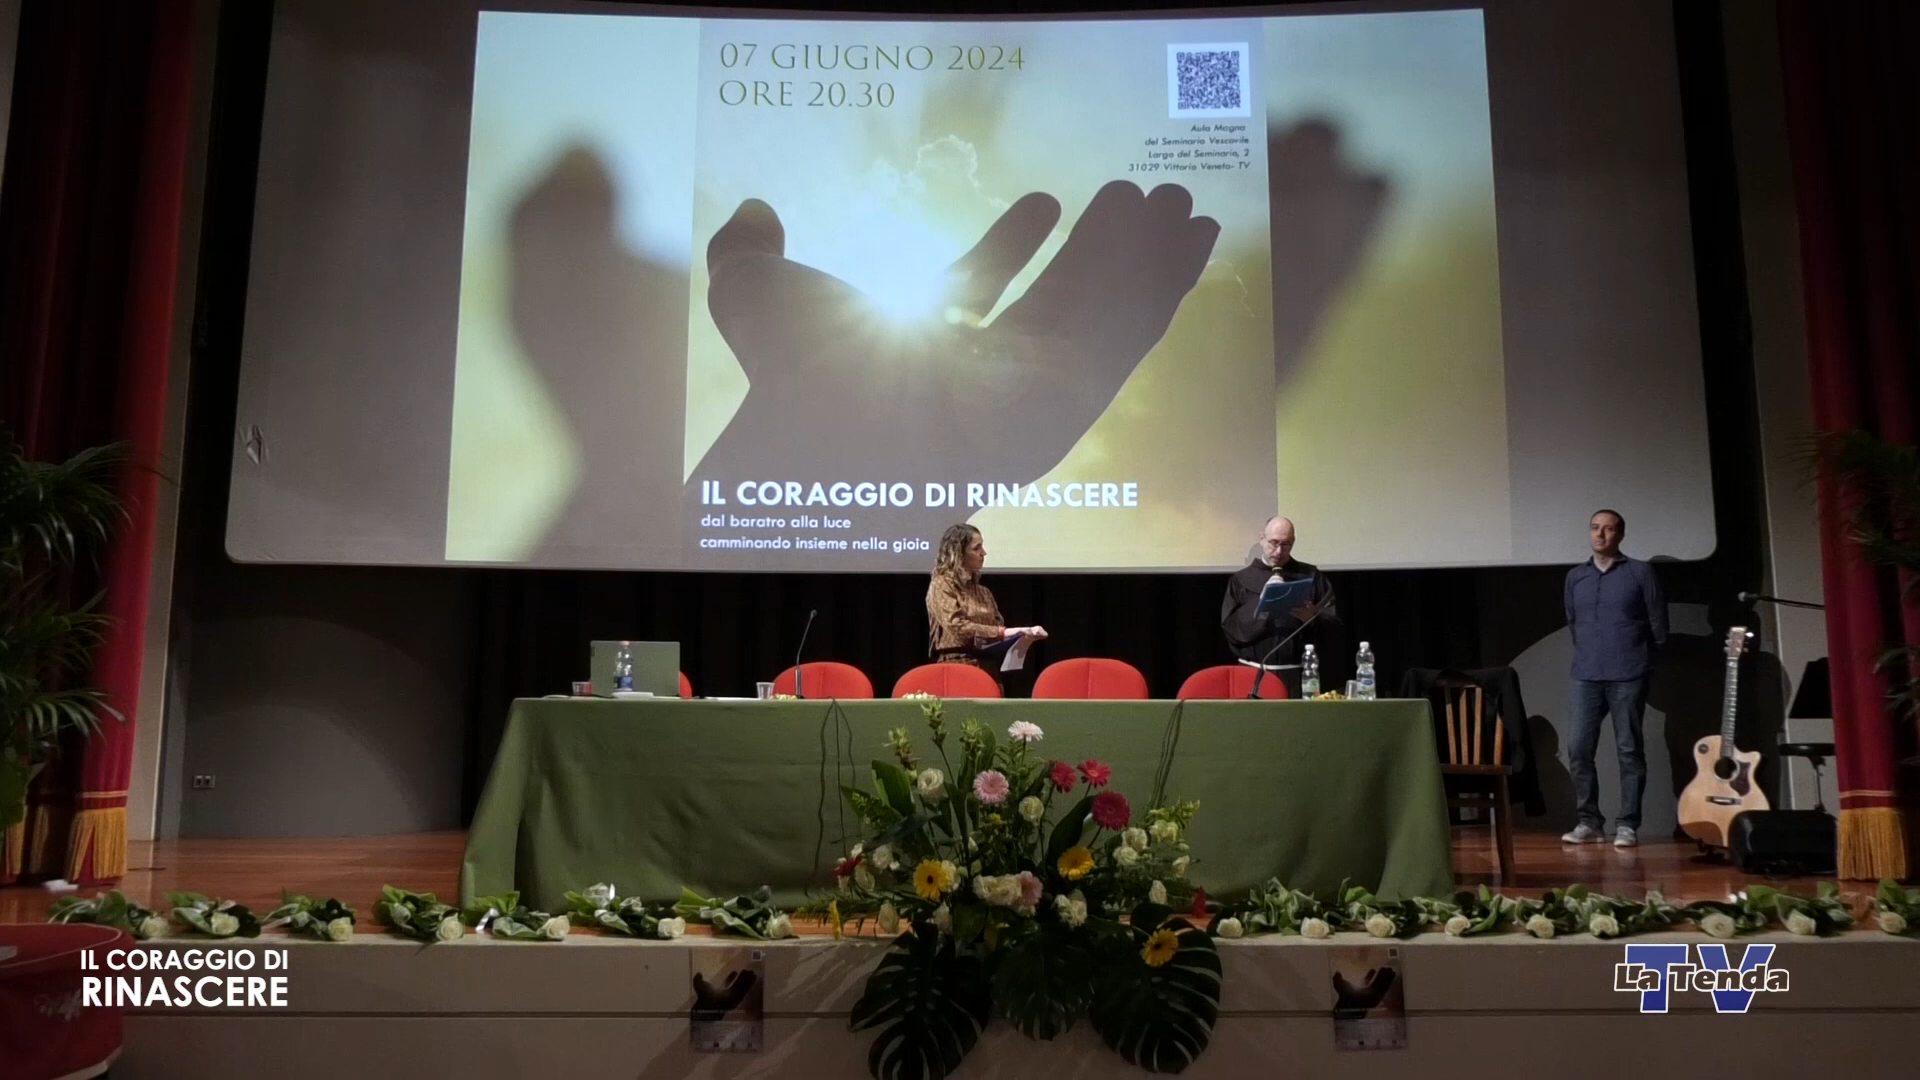 07 GIUGNO 2024
ORE 20.30
Aula Magna
del Seminario Vescovile
Largo del Seminario, 2
31029 Vittorio Veneto- TV
IL CORAGGIO DI RINASCERE
dal baratro alla luce
camminando insieme nella gioia
IL CORAGGIO DI
RINASCERE
La Tenda
TV